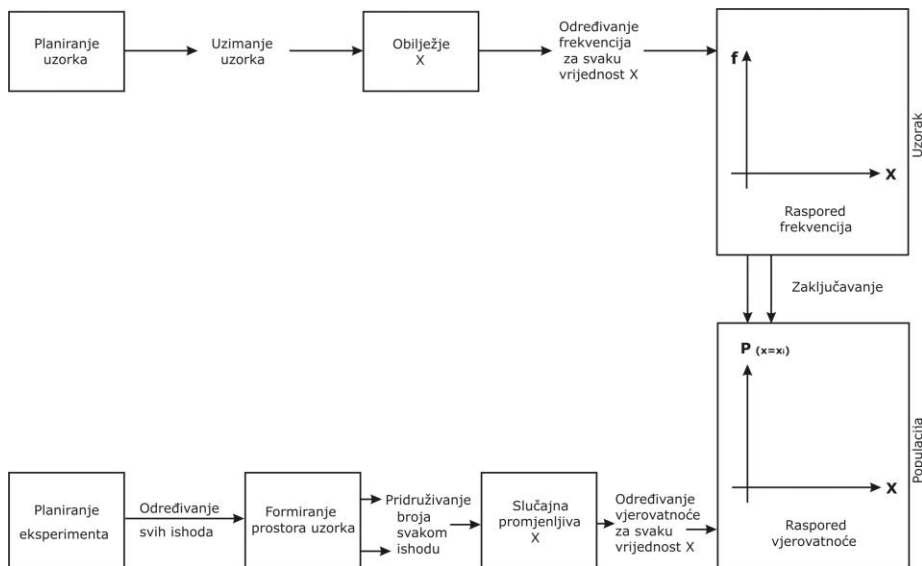 Planiranje
uzorka
Uzimanje
uzorka
Obilježje
X
Određivanje
frekvencija
za svaku
vrijednost X
f
X
Raspored
frekvencija
Uzorak
Zaključavanje
P (x=xᵢ)
X
Raspored
vjerovatnoće
Populacija
Planiranje
eksperimenta
Određivanje
svih ishoda
Formiranje
prostora uzorka
Pridruživanje
broja
svakom
ishodu
Slučajna
promjenljiva
X
Određivanje
vjerovatnoće
za svaku
vrijednost X